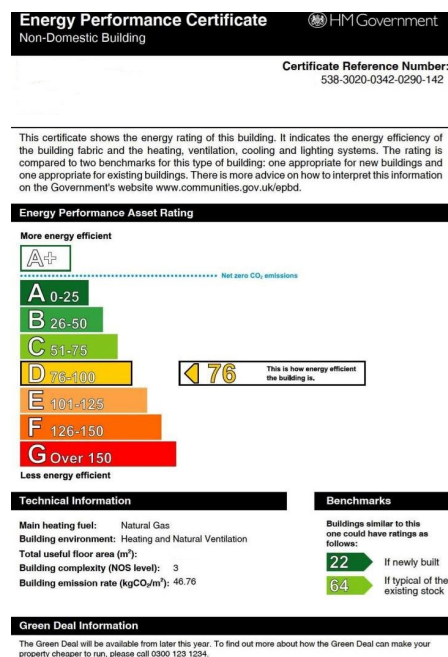 Energy Performance Certificate
HM Government
Non-Domestic Building
Certificate Reference Number:
538-3020-0342-0290-142
This certificate shows the energy rating of this building. It indicates the energy efficiency of
the building fabric and the heating, ventilation, cooling and lighting systems. The rating is
compared to two benchmarks for this type of building: one appropriate for new buildings and
one appropriate for existing buildings. There is more advice on how to interpret this information
on the Government's website www.communities.gov.uk/epbd.
Energy Performance Asset Rating
More energy efficient
A+
Net zero CO₂ emissions
A 0-25
B 26-50
C 51-75
D 76-100
76
This is how energy efficient
the building is.
E 101-125
F 126-150
G Over 150
Less energy efficient
Technical Information
Main heating fuel: Natural Gas
Building environment: Heating and Natural Ventilation
Total useful floor area (m²):
Building complexity (NOS level): 3
Building emission rate (kgCO₂/m²): 46.76
Benchmarks
Buildings similar to this
one could have ratings as
follows:
22 If newly built
64 If typical of the
existing stock
Green Deal Information
The Green Deal will be available from later this year. To find out more about how the Green Deal can make your
property cheaper to run, please call 0300 123 1234.